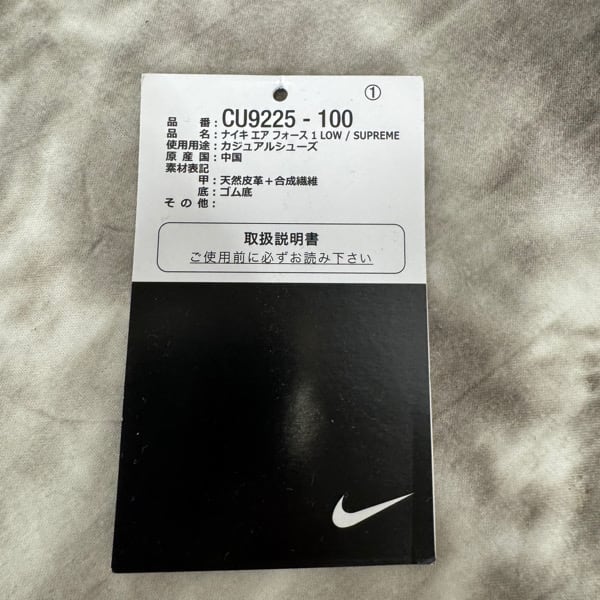 ①
品 番：CU9225 - 100
品 名：ナイキ エア フォース 1 LOW / SUPREME
使用用途：カジュアルシューズ
原 産 国：中国
素材表記
甲：天然皮革＋合成繊維
底：ゴム底
そ の 他：
取扱説明書
ご使用前に必ずお読み下さい